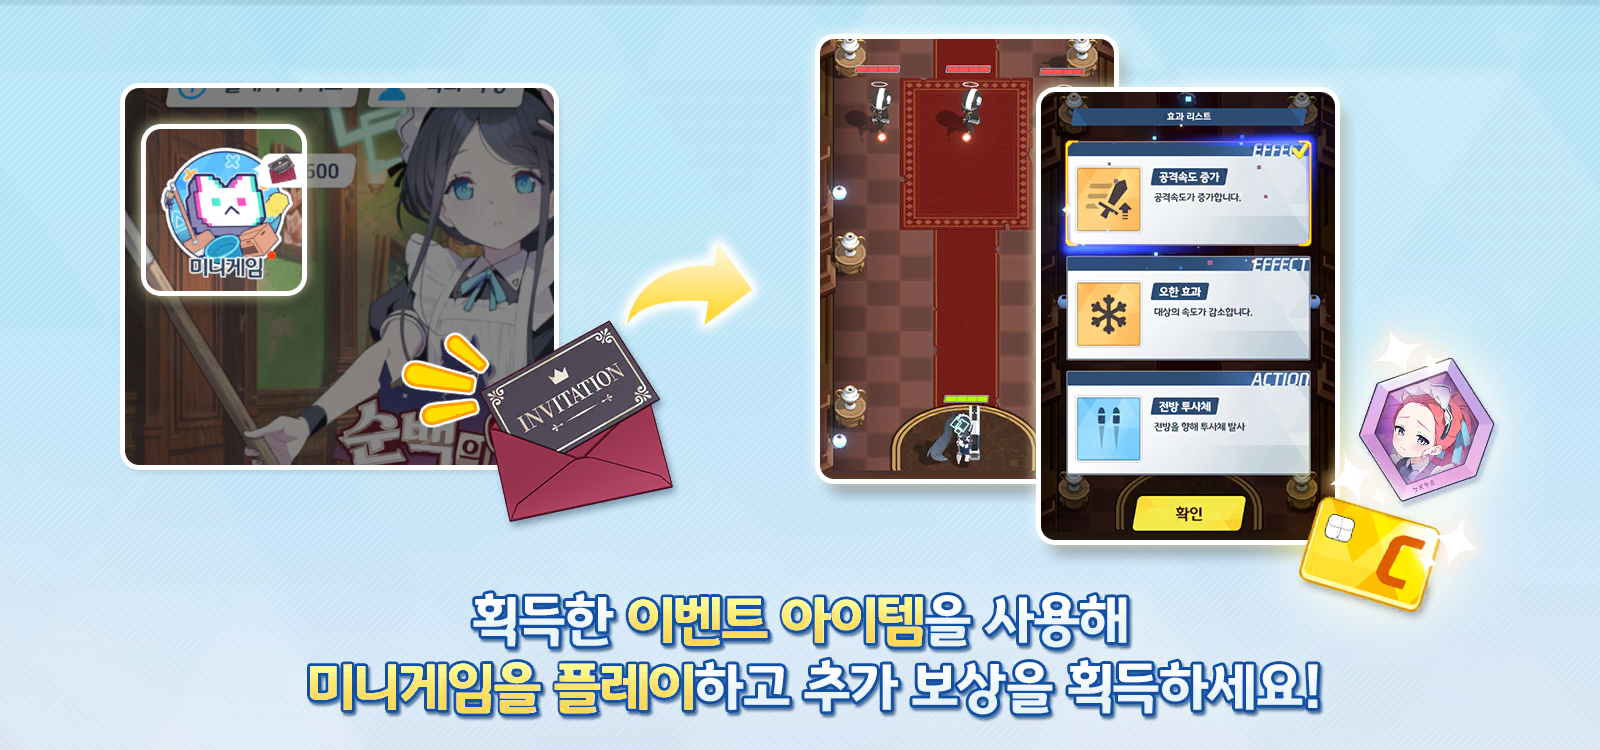 600
미니게임
순백의
INVITATION
효과 리스트
EFFECT
공격속도 증가
공격속도가 증가합니다.
EFFECT
오한 효과
대상의 속도가 감소합니다.
ACTION
전방 투사체
전방을 향해 투사체 발사
확인
C
획득한 이벤트 아이템을 사용해
미니게임을 플레이하고 추가 보상을 획득하세요!